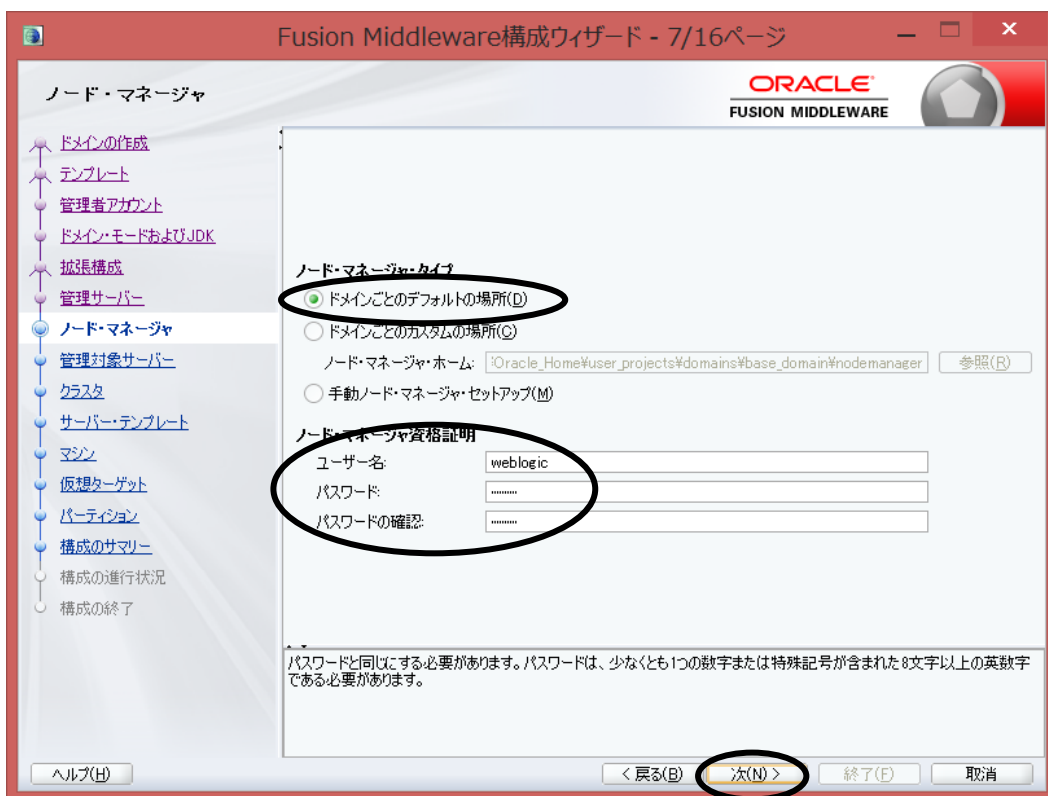 Fusion Middleware構成ウィザード - 7/16ページ
ノード・マネージャ
ORACLE
FUSION MIDDLEWARE
ドメインの作成
テンプレート
管理者アカウント
ドメイン・モードおよびJDK
拡張構成
管理サーバー
ノード・マネージャ
管理対象サーバー
クラスタ
サーバー・テンプレート
マシン
仮想ターゲット
パーティション
構成のサマリー
構成の進行状況
構成の終了
ノード・マネージャ・タイプ
ドメインごとのデフォルトの場所(D)
ドメインごとのカスタムの場所(C)
ノード・マネージャ・ホーム: Oracle_Home¥user_projects¥domains¥base_domain¥nodemanager 参照(R)
手動ノード・マネージャ・セットアップ(M)
ノード・マネージャ資格証明
ユーザー名: weblogic
パスワード: •••••••••
パスワードの確認: •••••••••
パスワードと同じにする必要があります。パスワードは、少なくとも1つの数字または特殊記号が含まれた8文字以上の英数字
である必要があります。
ヘルプ(H) < 戻る(B) 次(N) > 終了(F) 取消